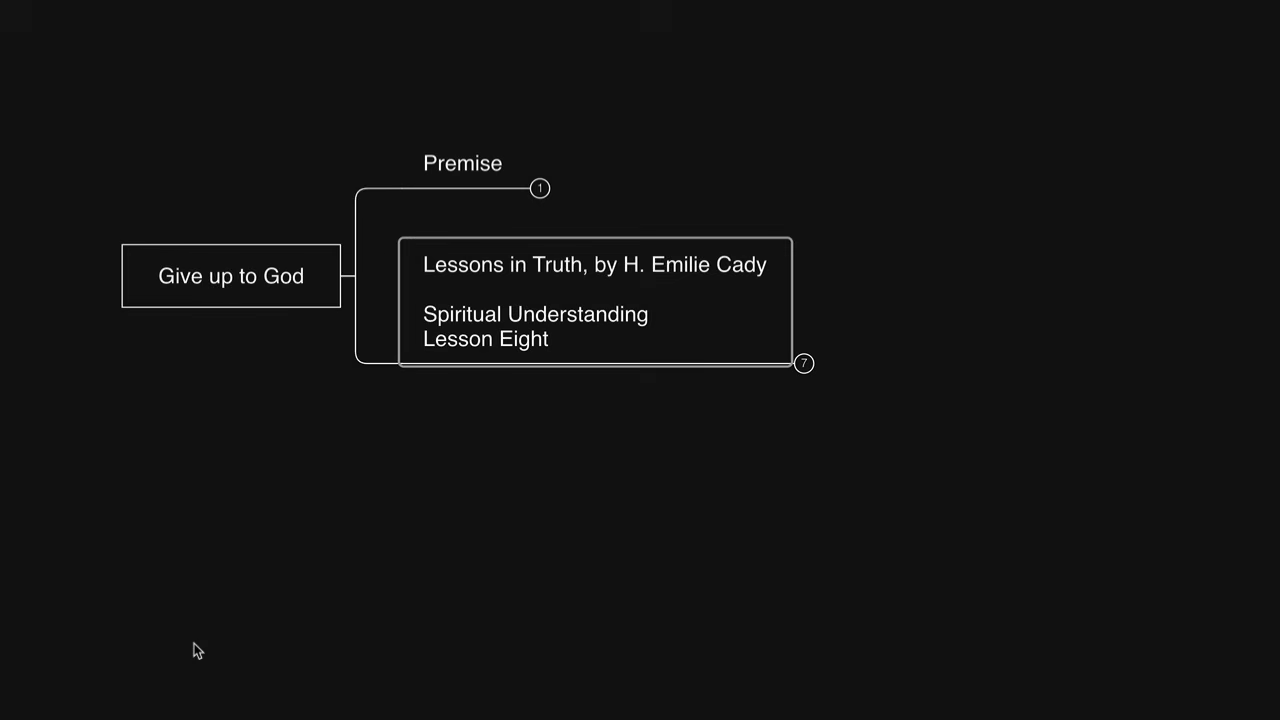 Premise
1
Give up to God
Lessons in Truth, by H. Emilie Cady
Spiritual Understanding
Lesson Eight
7